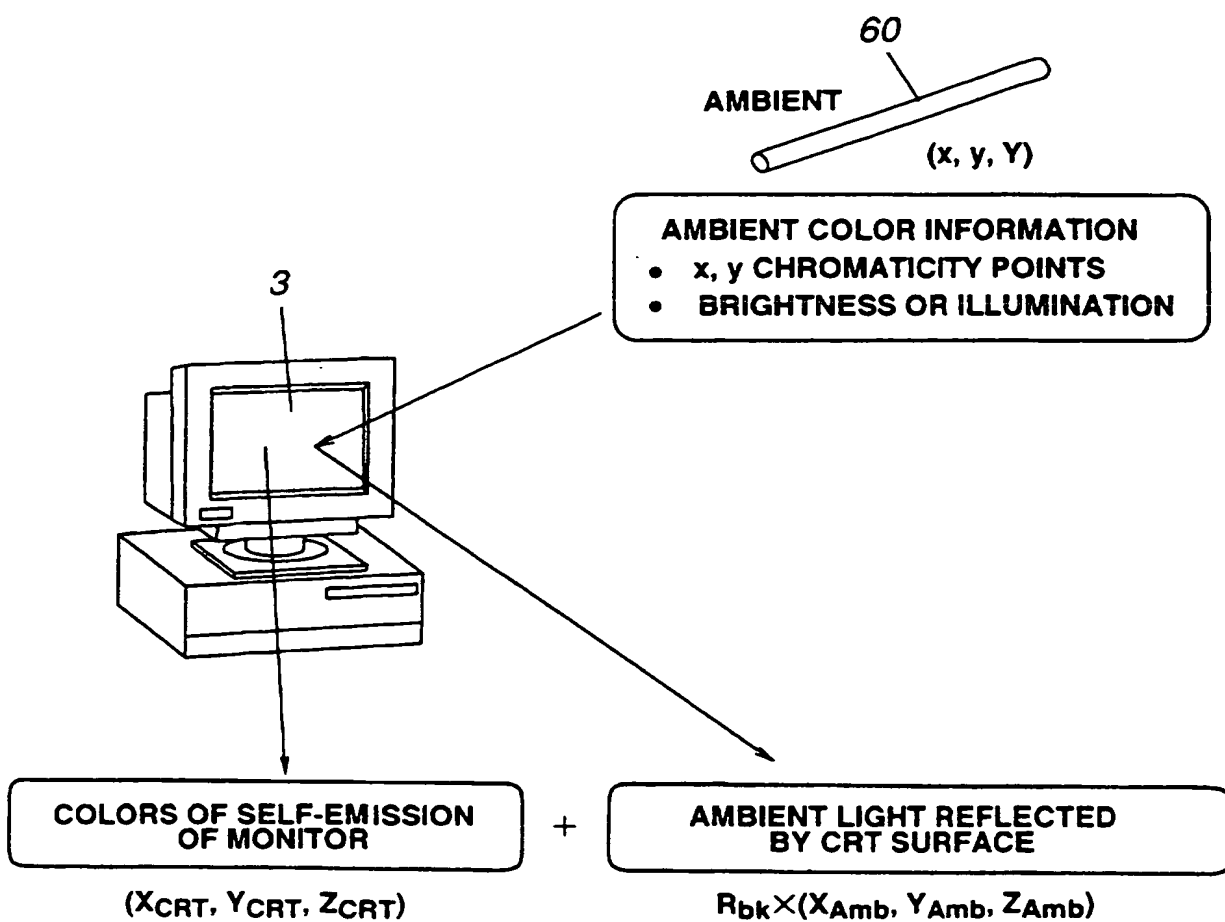 60
AMBIENT
(x, y, Y)
AMBIENT COLOR INFORMATION
• x, y CHROMATICITY POINTS
• BRIGHTNESS OR ILLUMINATION
3
COLORS OF SELF-EMISSION
OF MONITOR
+
AMBIENT LIGHT REFLECTED
BY CRT SURFACE
(XCRT, YCRT, ZCRT)
Rbk×(XAmb, YAmb, ZAmb)